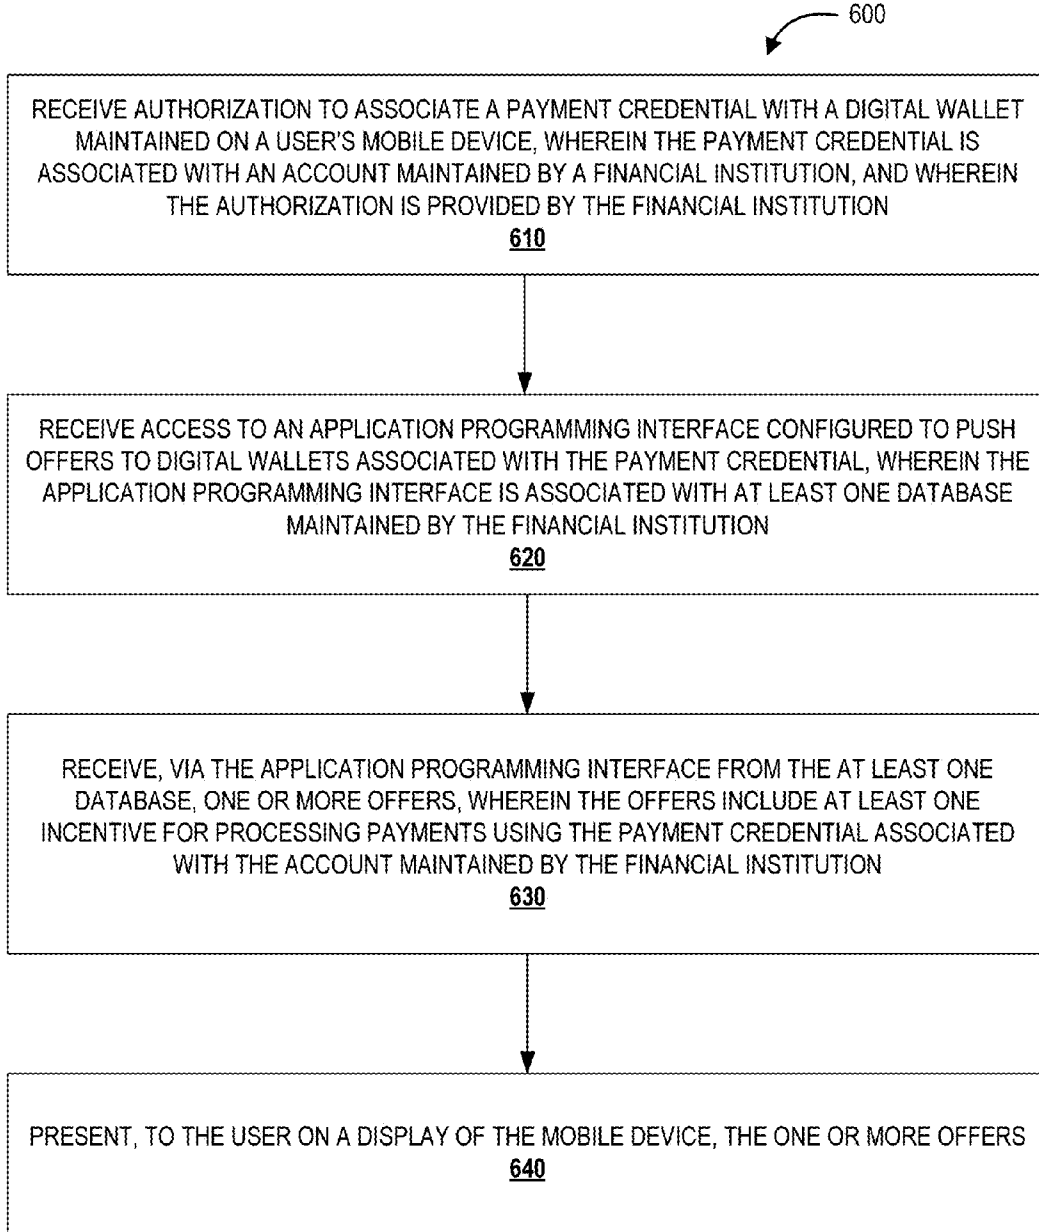 600
RECEIVE AUTHORIZATION TO ASSOCIATE A PAYMENT CREDENTIAL WITH A DIGITAL WALLET
MAINTAINED ON A USER'S MOBILE DEVICE, WHEREIN THE PAYMENT CREDENTIAL IS
ASSOCIATED WITH AN ACCOUNT MAINTAINED BY A FINANCIAL INSTITUTION, AND WHEREIN
THE AUTHORIZATION IS PROVIDED BY THE FINANCIAL INSTITUTION
610
RECEIVE ACCESS TO AN APPLICATION PROGRAMMING INTERFACE CONFIGURED TO PUSH
OFFERS TO DIGITAL WALLETS ASSOCIATED WITH THE PAYMENT CREDENTIAL, WHEREIN THE
APPLICATION PROGRAMMING INTERFACE IS ASSOCIATED WITH AT LEAST ONE DATABASE
MAINTAINED BY THE FINANCIAL INSTITUTION
620
RECEIVE, VIA THE APPLICATION PROGRAMMING INTERFACE FROM THE AT LEAST ONE
DATABASE, ONE OR MORE OFFERS, WHEREIN THE OFFERS INCLUDE AT LEAST ONE
INCENTIVE FOR PROCESSING PAYMENTS USING THE PAYMENT CREDENTIAL ASSOCIATED
WITH THE ACCOUNT MAINTAINED BY THE FINANCIAL INSTITUTION
630
PRESENT, TO THE USER ON A DISPLAY OF THE MOBILE DEVICE, THE ONE OR MORE OFFERS
640